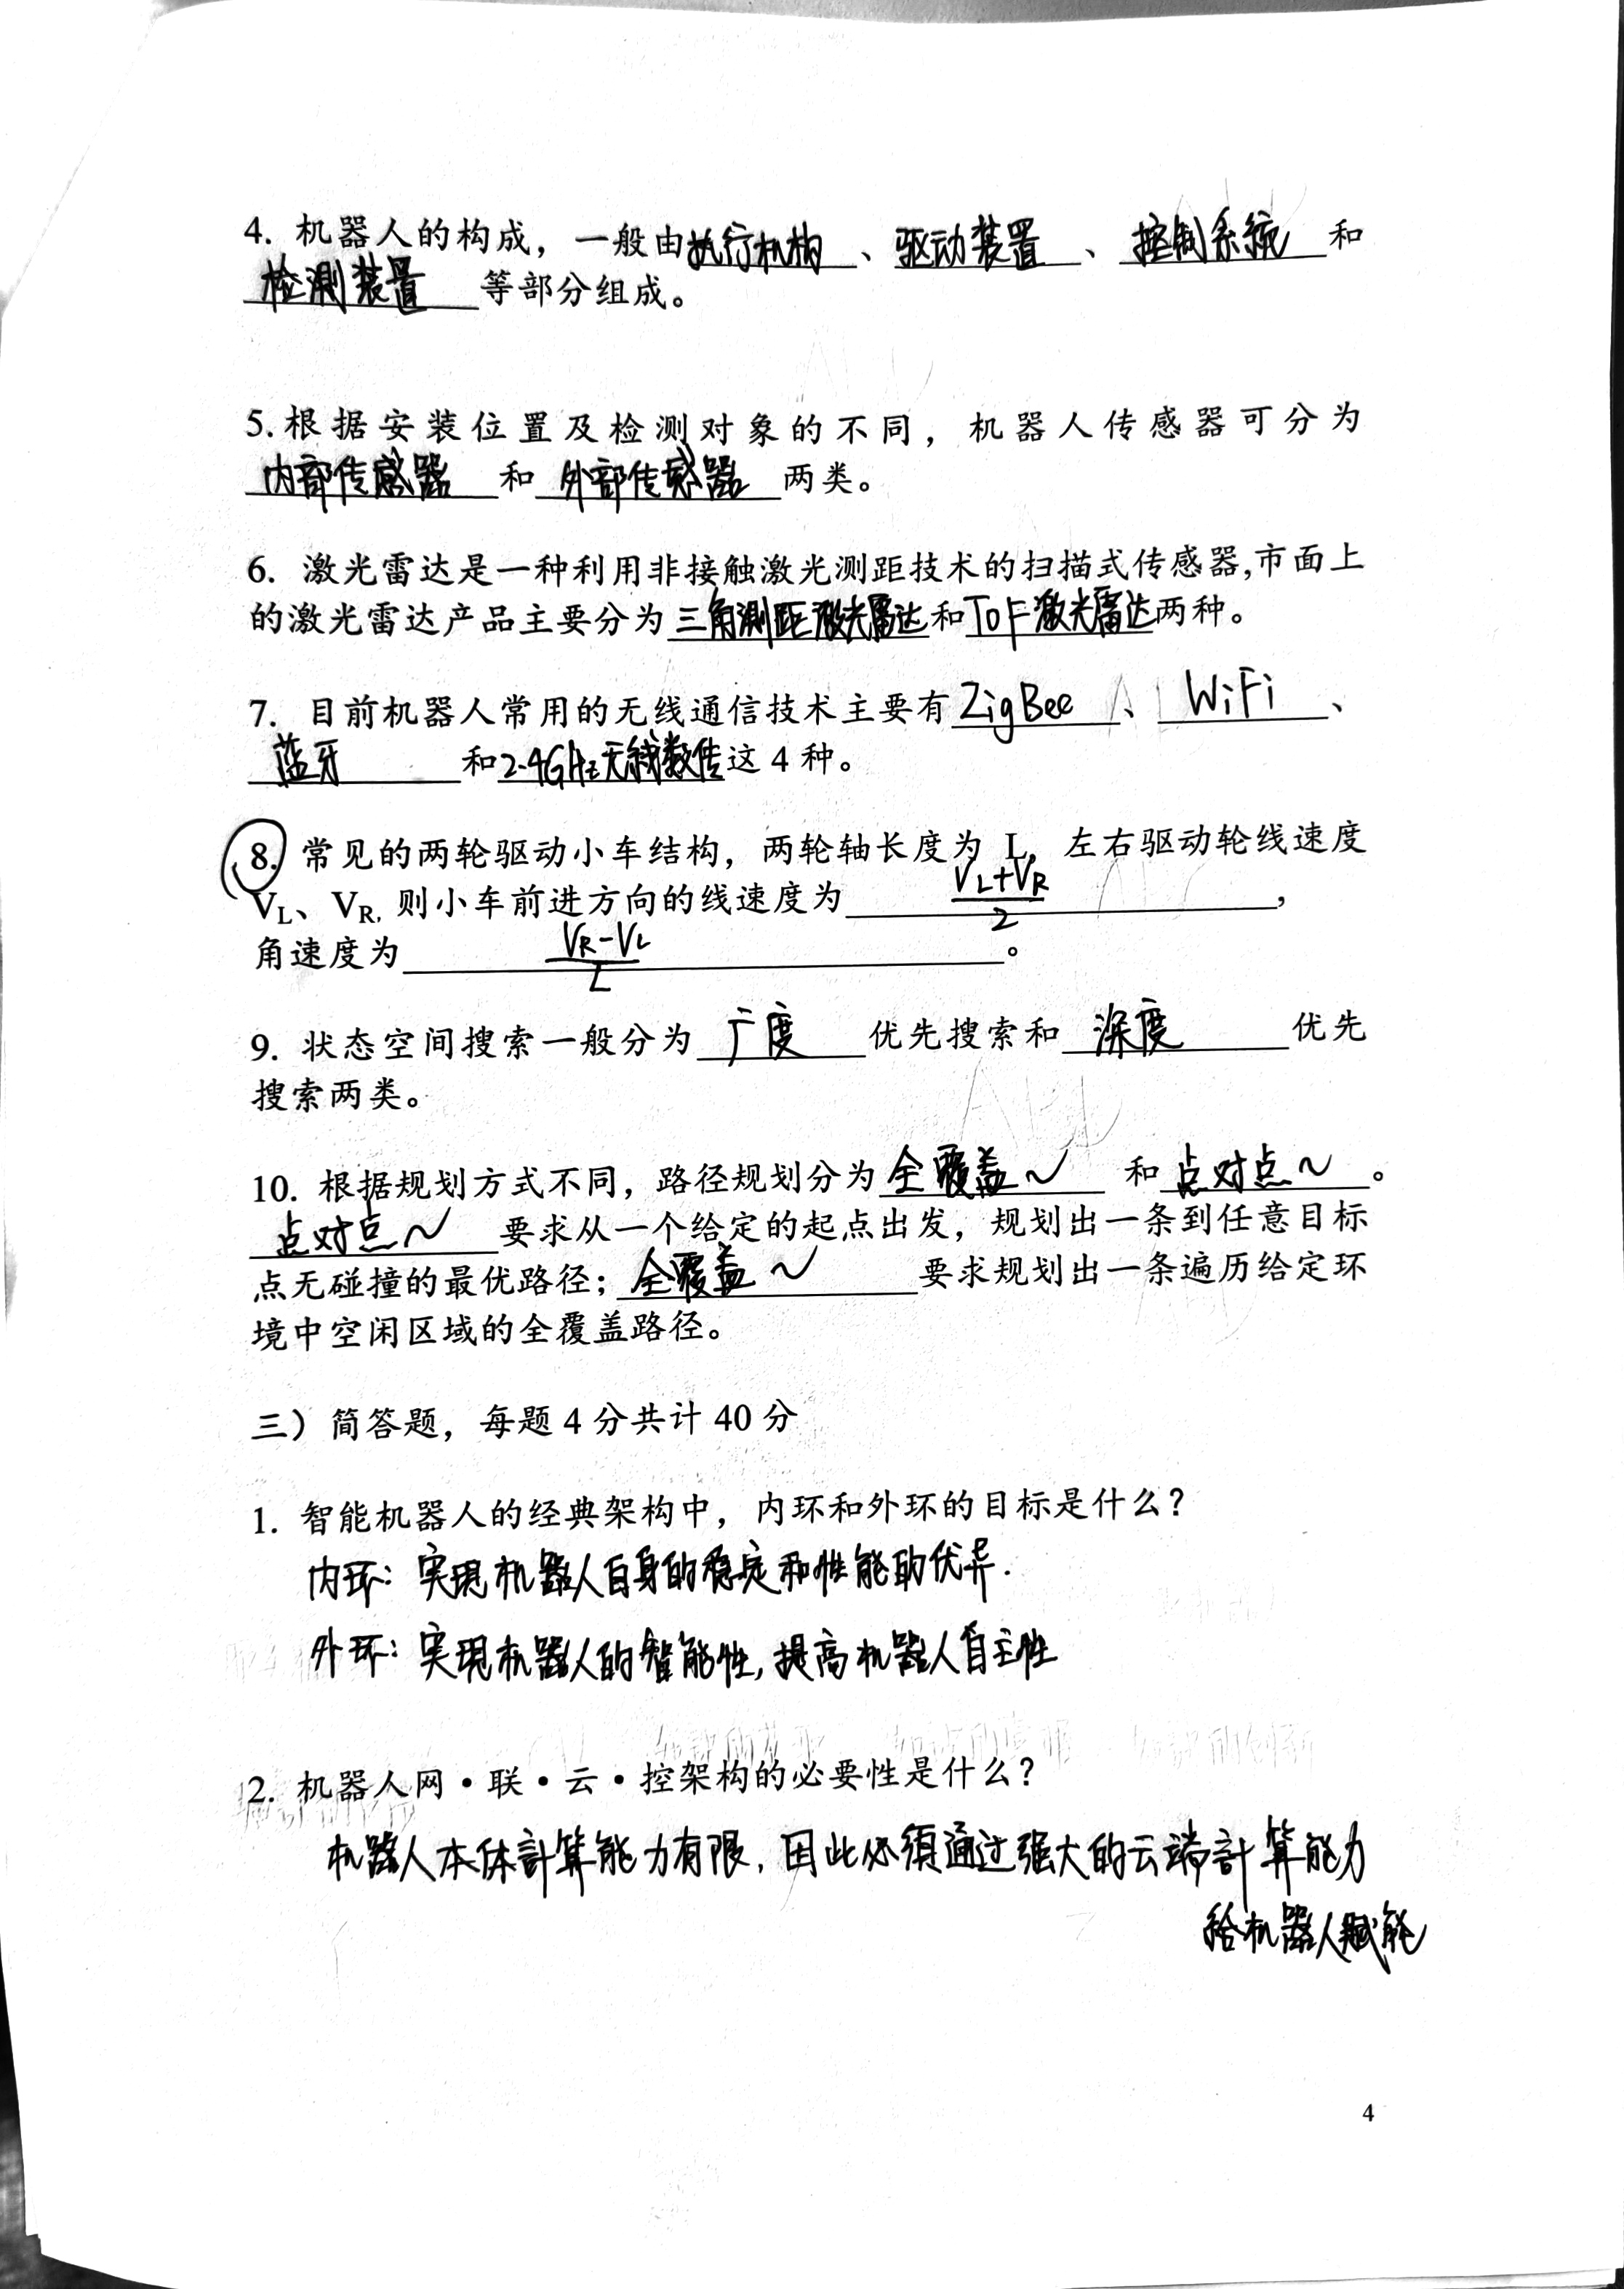 4. 机器人的构成，一般由执行机构、驱动装置、控制系统和
检测装置等部分组成。
5.根据安装位置及检测对象的不同，机器人传感器可分为
内部传感器和外部传感器两类。
6. 激光雷达是一种利用非接触激光测距技术的扫描式传感器,市面上
的激光雷达产品主要分为三角测距激光雷达和TOF激光雷达两种。
7. 目前机器人常用的无线通信技术主要有ZigBee、WiFi、
蓝牙和2.4GHz无线数传这 4 种。
8. 常见的两轮驱动小车结构，两轮轴长度为 L，左右驱动轮线速度
VL、VR, 则小车前进方向的线速度为(VL+VR)/2，
角速度为(VR-VL)/L。
9. 状态空间搜索一般分为广度优先搜索和深度优先
搜索两类。
10. 根据规划方式不同，路径规划分为全覆盖~和点对点~。
点对点~要求从一个给定的起点出发，规划出一条到任意目标
点无碰撞的最优路径；全覆盖~要求规划出一条遍历给定环
境中空闲区域的全覆盖路径。
三）简答题，每题 4 分共计 40 分
1. 智能机器人的经典架构中，内环和外环的目标是什么？
内环：实现机器人自身的稳定和性能的优异.
外环：实现机器人的智能性,提高机器人自主性
2. 机器人网·联·云·控架构的必要性是什么？
机器人本体計算能力有限，因此必须通过强大的云端計算能力
给机器人赋能
4